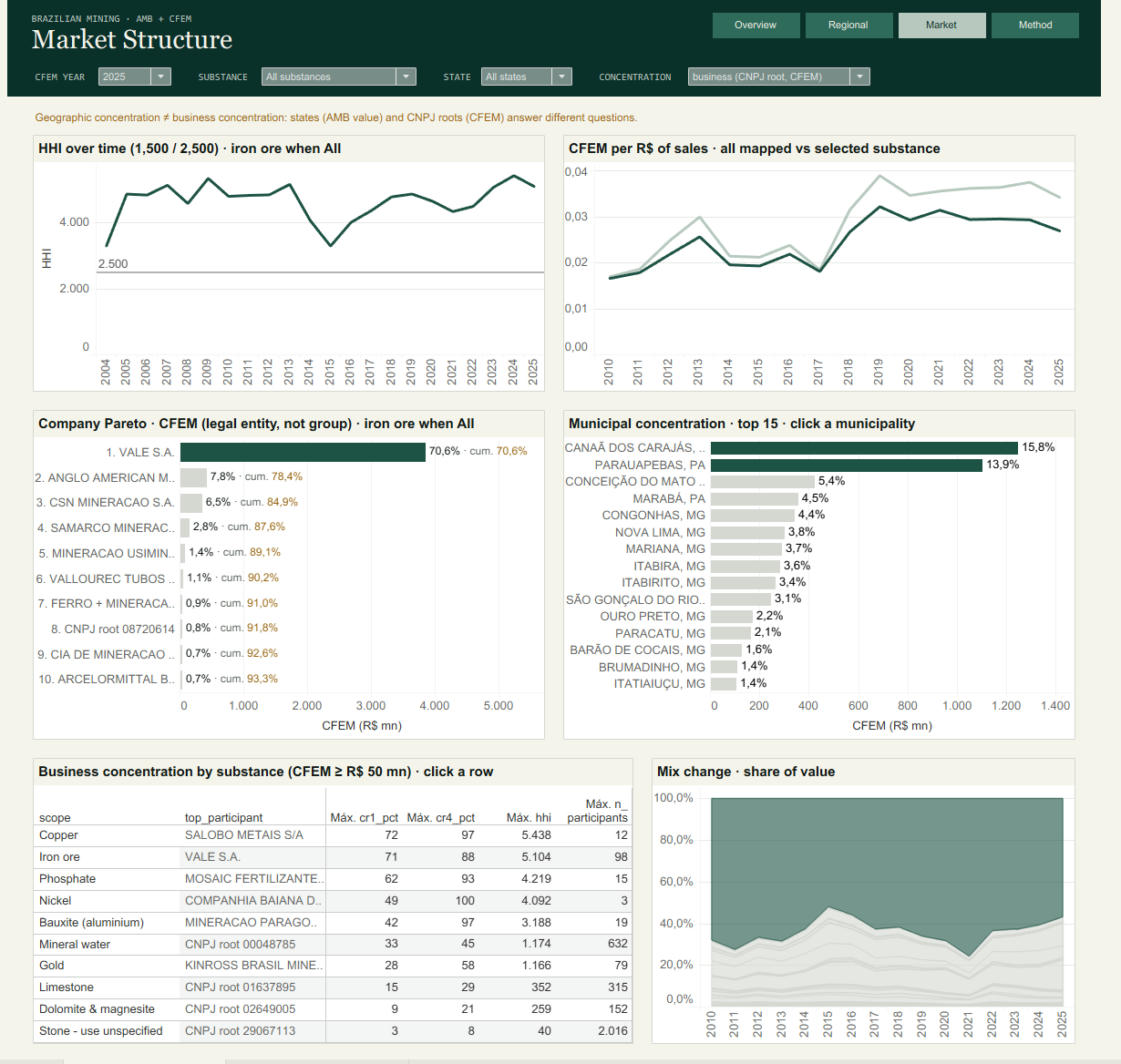 BRAZILIAN MINING · AMB + CFEM
Market Structure
Overview
Regional
Market
Method
CFEM YEAR
2025
SUBSTANCE
All substances
STATE
All states
CONCENTRATION
business (CNPJ root, CFEM)
Geographic concentration ≠ business concentration: states (AMB value) and CNPJ roots (CFEM) answer different questions.
HHI over time (1,500 / 2,500) · iron ore when All
HHI
4.000
2.500
2.000
0
2004 2005 2006 2007 2008 2009 2010 2011 2012 2013 2014 2015 2016 2017 2018 2019 2020 2021 2022 2023 2024 2025
CFEM per R$ of sales · all mapped vs selected substance
0,04
0,03
0,02
0,01
0,00
2010 2011 2012 2013 2014 2015 2016 2017 2018 2019 2020 2021 2022 2023 2024 2025
Company Pareto · CFEM (legal entity, not group) · iron ore when All
1. VALE S.A. 70,6% · cum. 70,6%
2. ANGLO AMERICAN M.. 7,8% · cum. 78,4%
3. CSN MINERACAO S.A. 6,5% · cum. 84,9%
4. SAMARCO MINERAC.. 2,8% · cum. 87,6%
5. MINERACAO USIMIN.. 1,4% · cum. 89,1%
6. VALLOUREC TUBOS .. 1,1% · cum. 90,2%
7. FERRO + MINERACA.. 0,9% · cum. 91,0%
8. CNPJ root 08720614 0,8% · cum. 91,8%
9. CIA DE MINERACAO .. 0,7% · cum. 92,6%
10. ARCELORMITTAL B.. 0,7% · cum. 93,3%
0 1.000 2.000 3.000 4.000 5.000
CFEM (R$ mn)
Municipal concentration · top 15 · click a municipality
CANAÃ DOS CARAJÁS, .. 15,8%
PARAUAPEBAS, PA 13,9%
CONCEIÇÃO DO MATO .. 5,4%
MARABÁ, PA 4,5%
CONGONHAS, MG 4,4%
NOVA LIMA, MG 3,8%
MARIANA, MG 3,7%
ITABIRA, MG 3,6%
ITABIRITO, MG 3,4%
SÃO GONÇALO DO RIO.. 3,1%
OURO PRETO, MG 2,2%
PARACATU, MG 2,1%
BARÃO DE COCAIS, MG 1,6%
BRUMADINHO, MG 1,4%
ITATIAIUÇU, MG 1,4%
0 200 400 600 800 1.000 1.200 1.400
CFEM (R$ mn)
Business concentration by substance (CFEM ≥ R$ 50 mn) · click a row
Máx. n_
scope top_participant Máx. cr1_pct Máx. cr4_pct Máx. hhi participants
Copper SALOBO METAIS S/A 72 97 5.438 12
Iron ore VALE S.A. 71 88 5.104 98
Phosphate MOSAIC FERTILIZANTE.. 62 93 4.219 15
Nickel COMPANHIA BAIANA D.. 49 100 4.092 3
Bauxite (aluminium) MINERACAO PARAGO.. 42 97 3.188 19
Mineral water CNPJ root 00048785 33 45 1.174 632
Gold KINROSS BRASIL MINE.. 28 58 1.166 79
Limestone CNPJ root 01637895 15 29 352 315
Dolomite & magnesite CNPJ root 02649005 9 21 259 152
Stone - use unspecified CNPJ root 29067113 3 8 40 2.016
Mix change · share of value
100,0%
80,0%
60,0%
40,0%
20,0%
0,0%
2010 2011 2012 2013 2014 2015 2016 2017 2018 2019 2020 2021 2022 2023 2024 2025